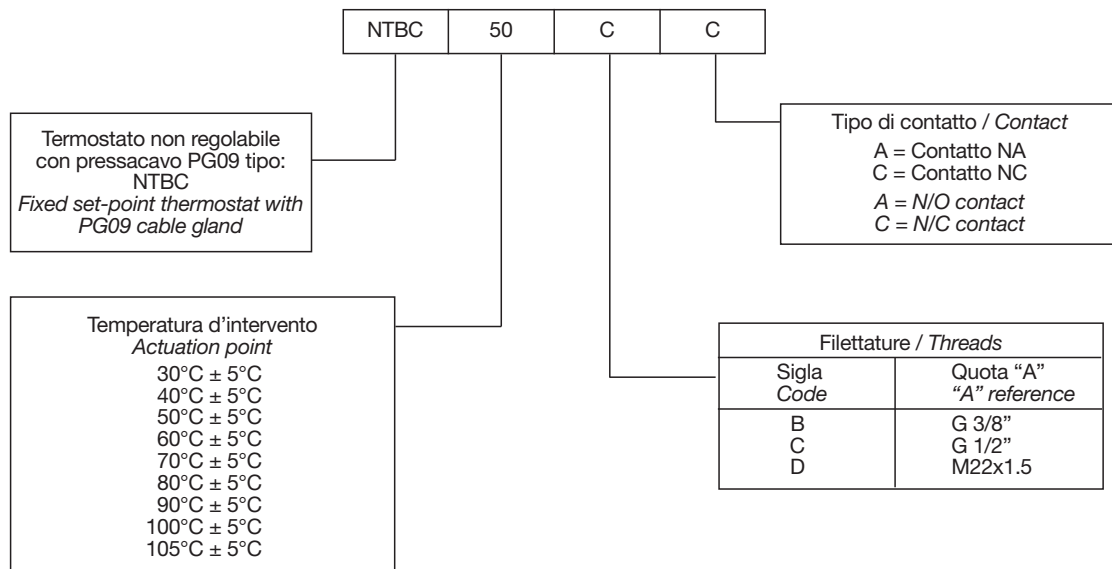 NTBC 50 C C
Termostato non regolabile
con pressacavo PG09 tipo:
NTBC
Fixed set-point thermostat with
PG09 cable gland
Tipo di contatto / Contact
A = Contatto NA
C = Contatto NC
A = N/O contact
C = N/C contact
Temperatura d'intervento
Actuation point
30°C ± 5°C
40°C ± 5°C
50°C ± 5°C
60°C ± 5°C
70°C ± 5°C
80°C ± 5°C
90°C ± 5°C
100°C ± 5°C
105°C ± 5°C
Filettature / Threads
Sigla Quota “A”
Code “A” reference
B G 3/8”
C G 1/2”
D M22x1.5